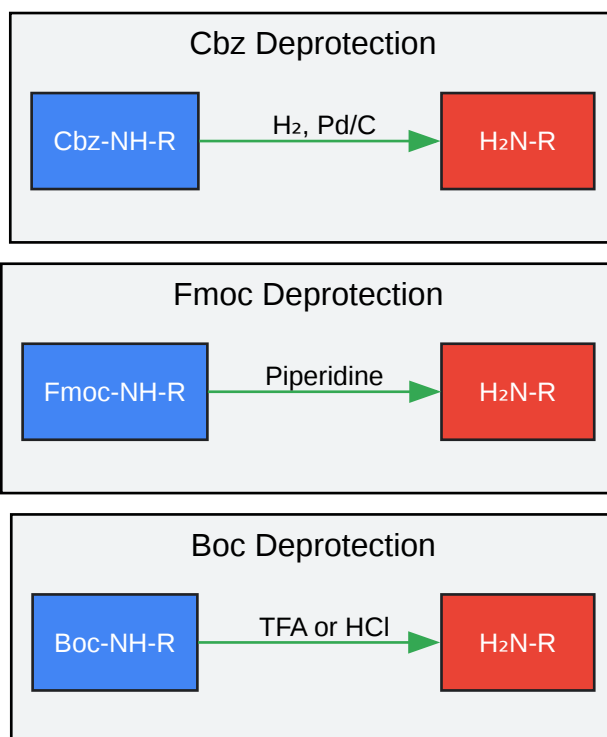 Cbz Deprotection
Cbz-NH-R
H₂, Pd/C
H₂N-R
Fmoc Deprotection
Fmoc-NH-R
Piperidine
H₂N-R
Boc Deprotection
Boc-NH-R
TFA or HCl
H₂N-R